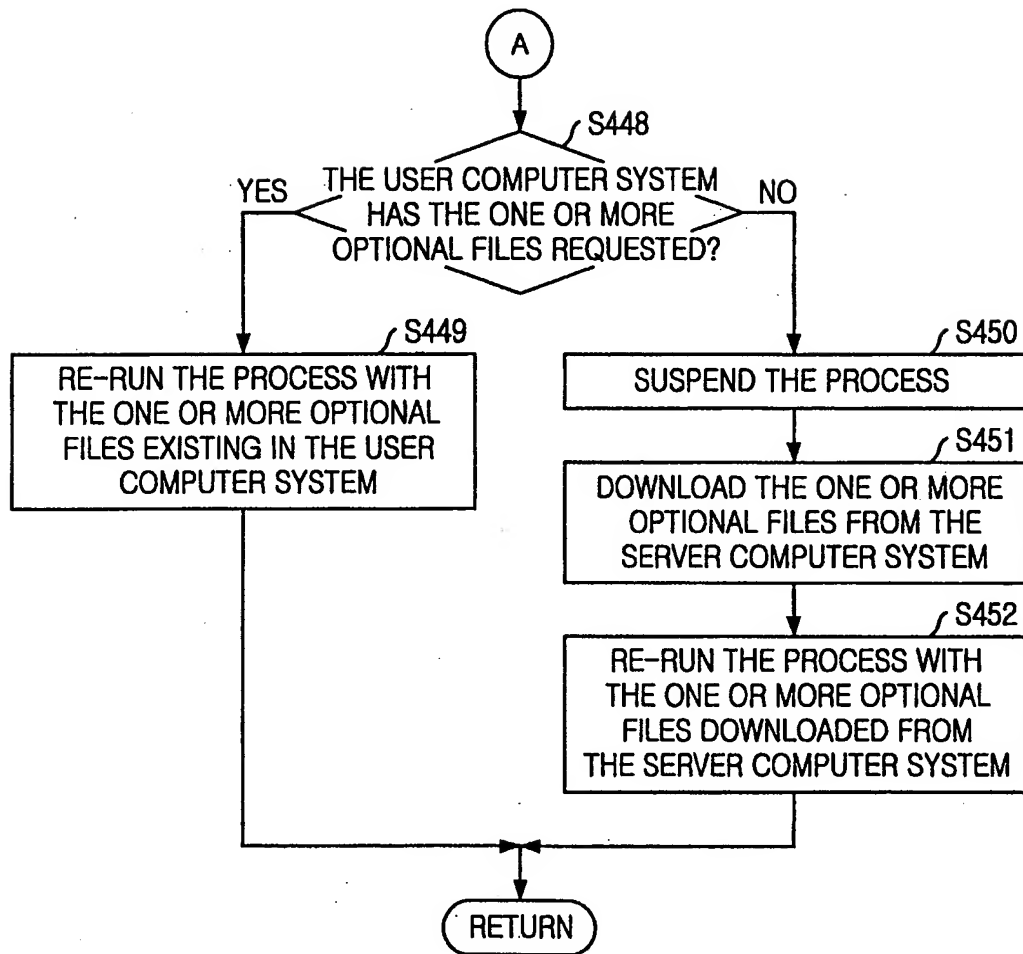 A
S448
YES
THE USER COMPUTER SYSTEM
HAS THE ONE OR MORE
OPTIONAL FILES REQUESTED?
NO
S449
RE-RUN THE PROCESS WITH
THE ONE OR MORE OPTIONAL
FILES EXISTING IN THE USER
COMPUTER SYSTEM
S450
SUSPEND THE PROCESS
S451
DOWNLOAD THE ONE OR MORE
OPTIONAL FILES FROM THE
SERVER COMPUTER SYSTEM
S452
RE-RUN THE PROCESS WITH
THE ONE OR MORE OPTIONAL
FILES DOWNLOADED FROM
THE SERVER COMPUTER SYSTEM
RETURN